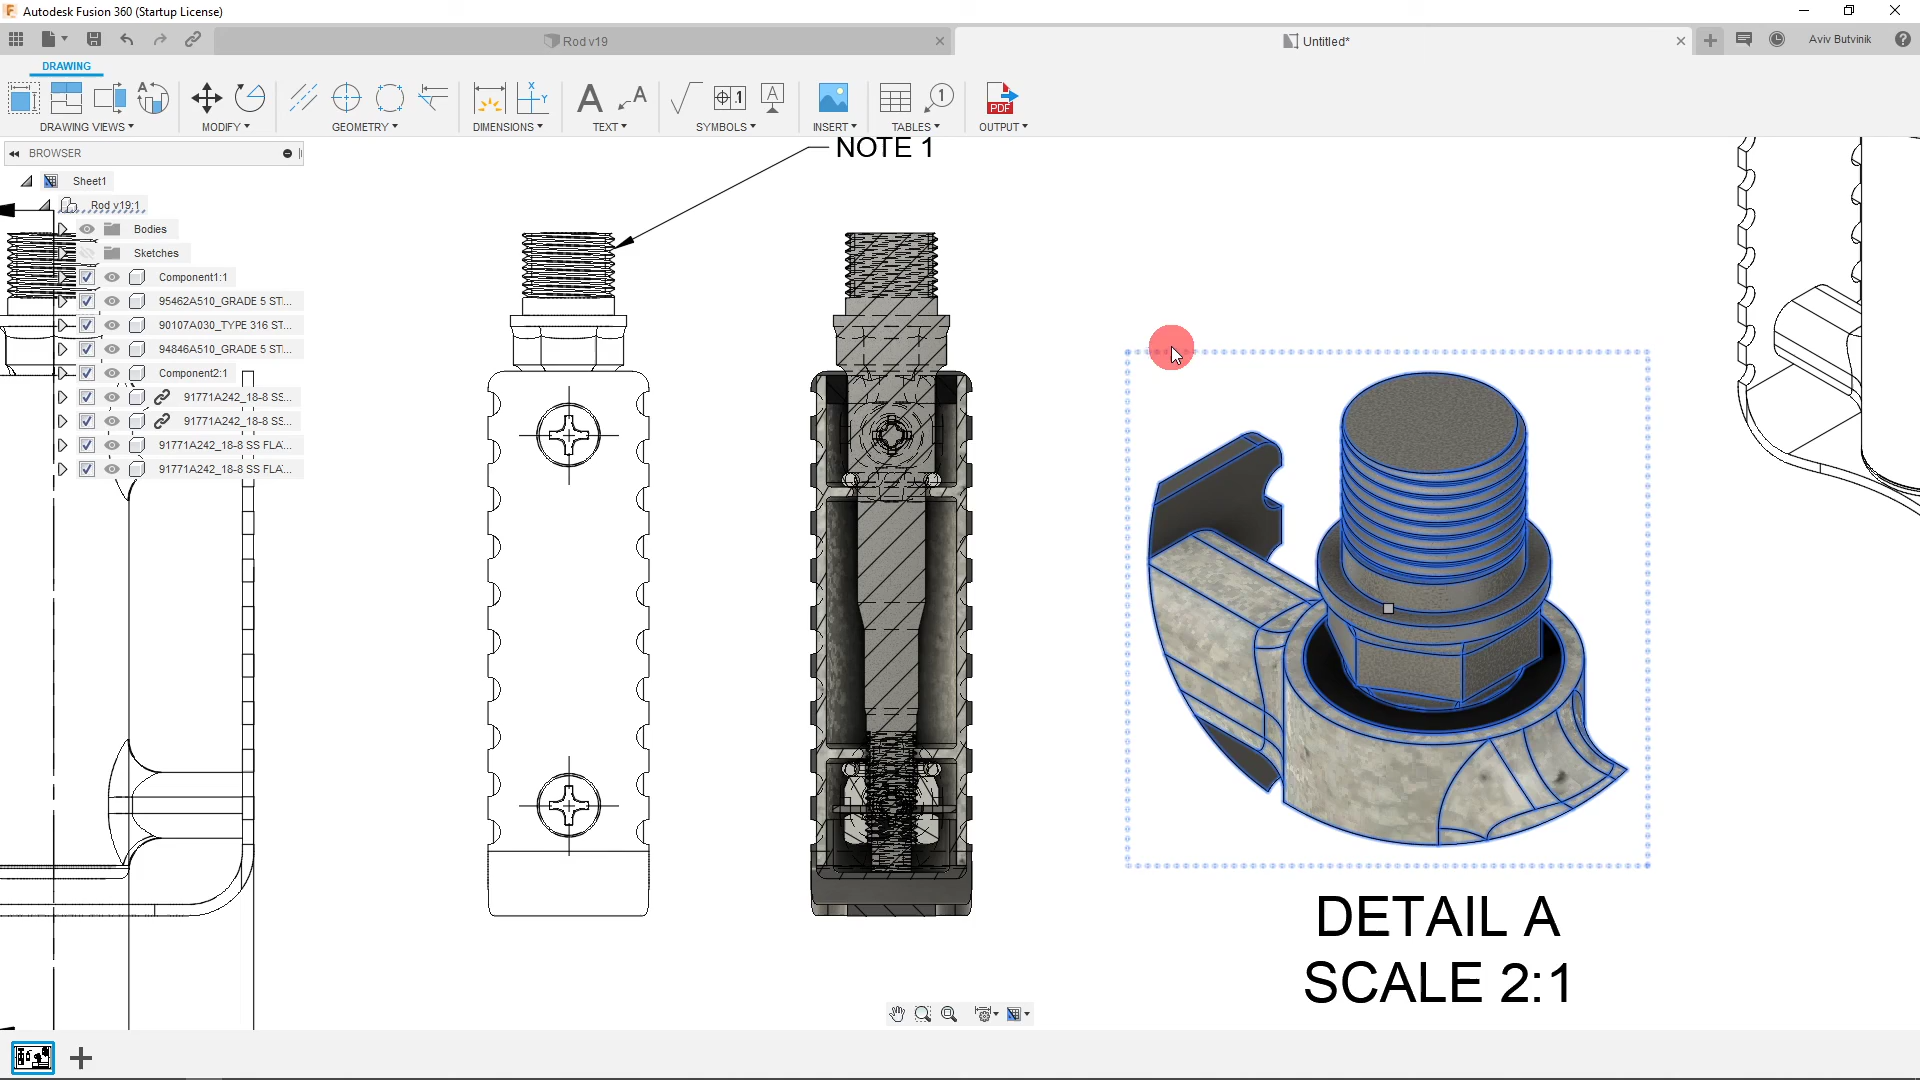 Autodesk Fusion 360 (Startup License)
Rod v19
Untitled*
Aviv Butvinik
DRAWING
DRAWING VIEWS
MODIFY
GEOMETRY
DIMENSIONS
TEXT
SYMBOLS
INSERT
TABLES
OUTPUT
BROWSER
Sheet1
Rod v19:1
Bodies
Sketches
Component1:1
95462A510_GRADE 5 ST...
90107A030_TYPE 316 ST...
94846A510_GRADE 5 ST...
Component2:1
91771A242_18-8 SS...
91771A242_18-8 SS...
91771A242_18-8 SS FLA...
91771A242_18-8 SS FLA...
NOTE 1
DETAIL A
SCALE 2:1